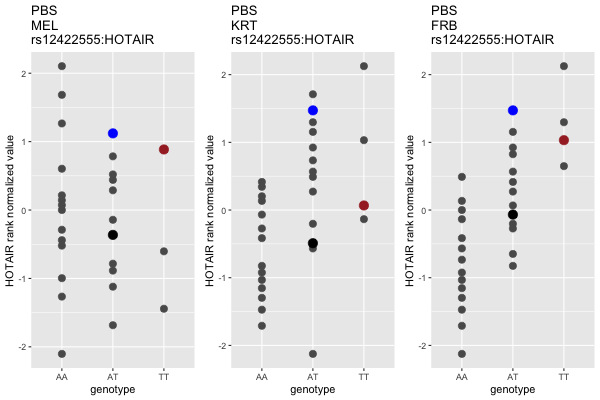 PBS
MEL
rs12422555:HOTAIR
HOTAIR rank normalized value
2
1
0
-1
-2
AA AT TT
genotype
PBS
KRT
rs12422555:HOTAIR
HOTAIR rank normalized value
2
1
0
-1
-2
AA AT TT
genotype
PBS
FRB
rs12422555:HOTAIR
HOTAIR rank normalized value
2
1
0
-1
-2
AA AT TT
genotype